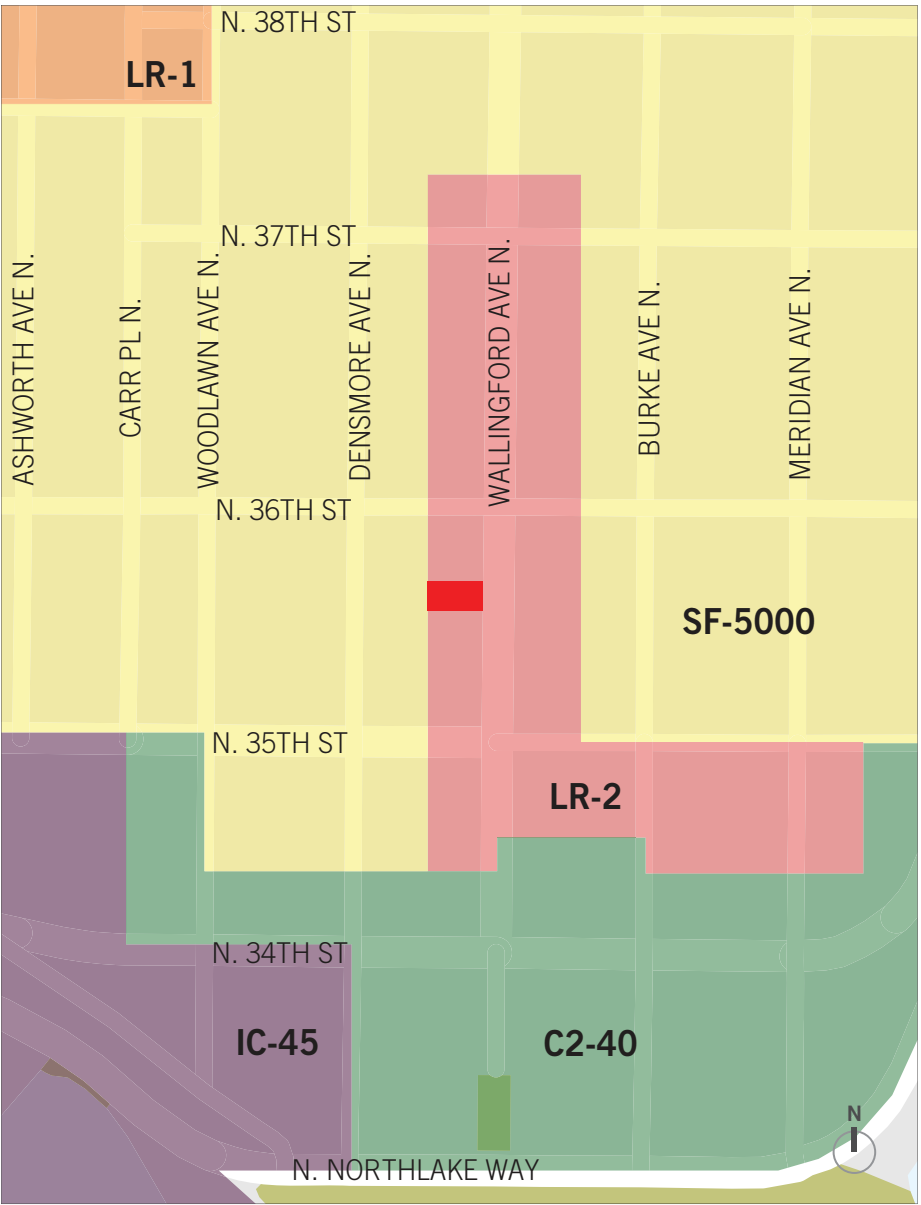 N. 38TH ST
LR-1
N. 37TH ST
ASHWORTH AVE N.
CARR PL N.
WOODLAWN AVE N.
DENSMORE AVE N.
WALLINGFORD AVE N.
BURKE AVE N.
MERIDIAN AVE N.
N. 36TH ST
SF-5000
N. 35TH ST
LR-2
N. 34TH ST
IC-45
C2-40
N
N. NORTHLAKE WAY